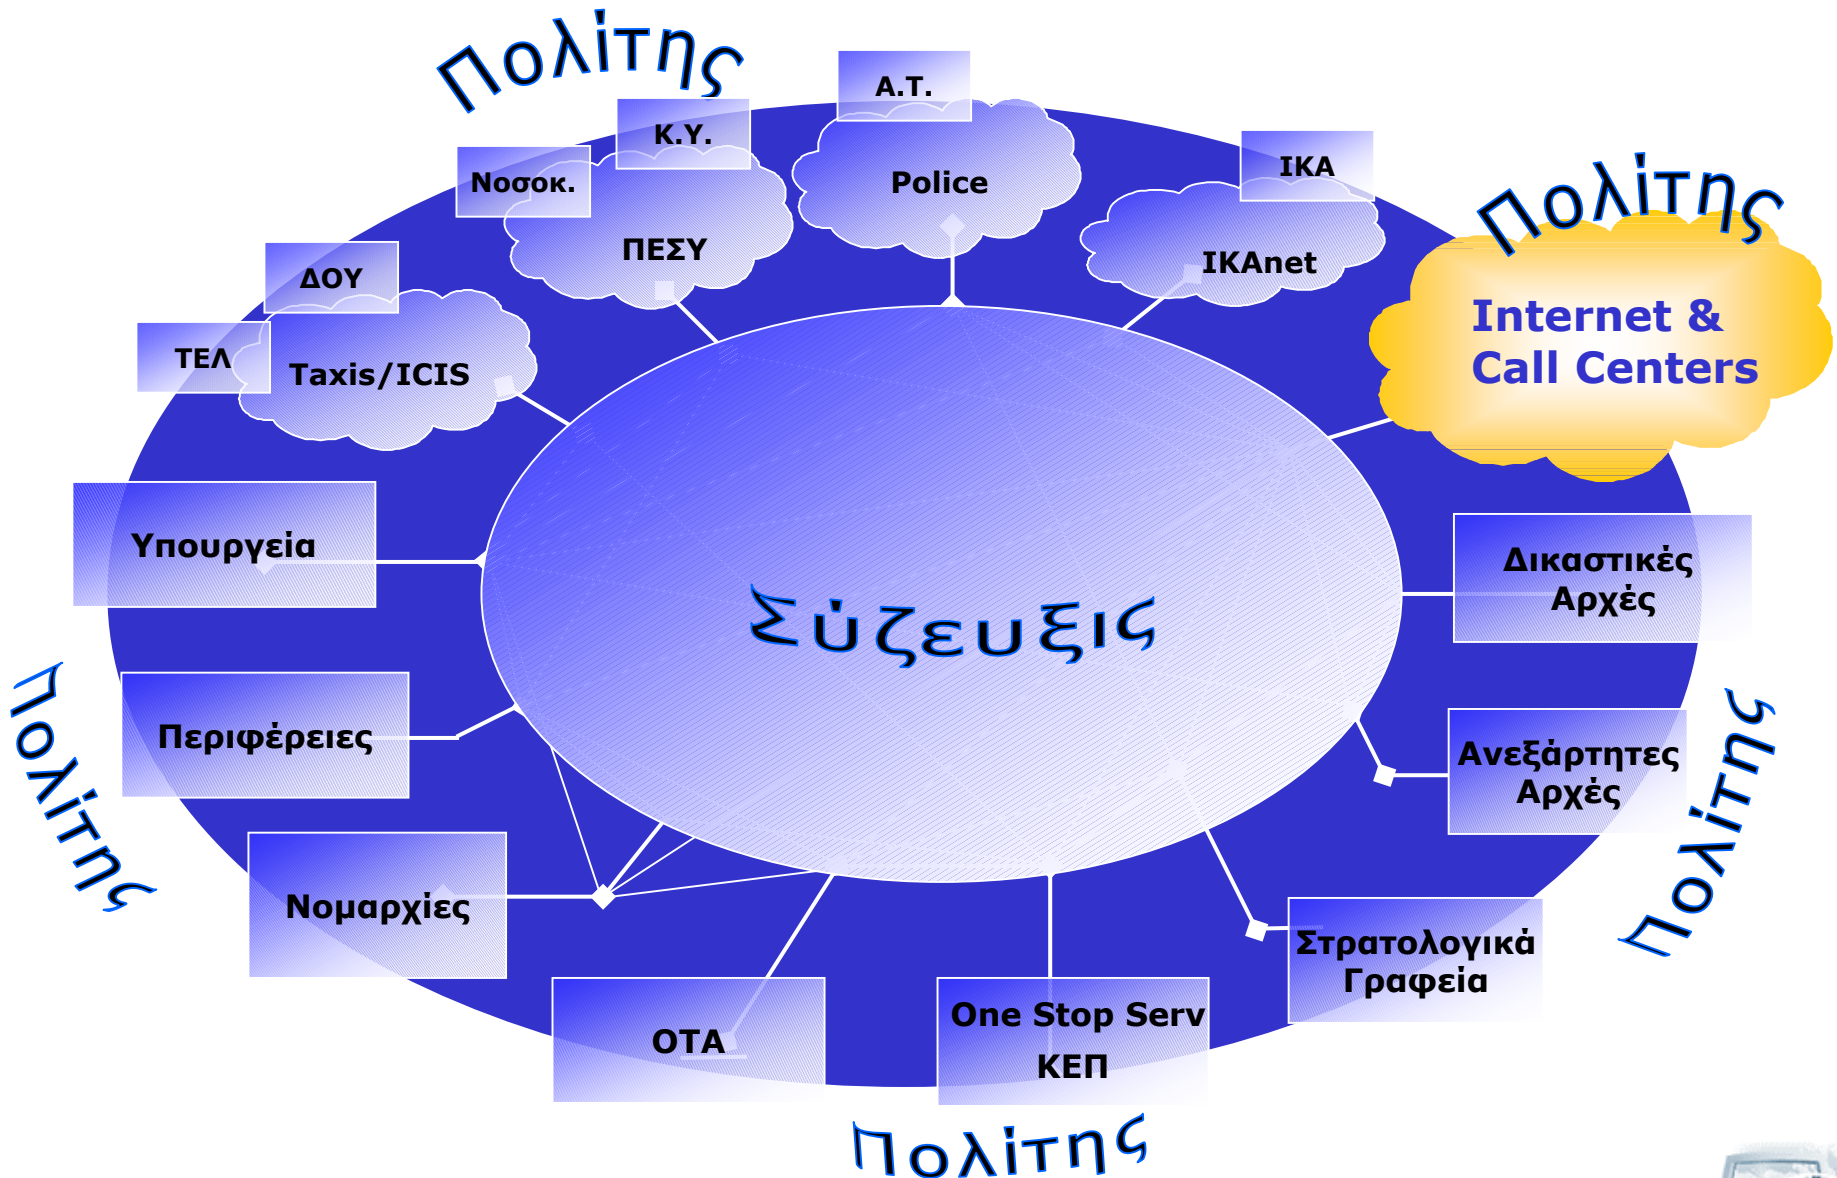 Πολίτης
Α.Τ.
Κ.Υ.
Νοσοκ.
Police
ΙΚΑ
Πολίτης
ΠΕΣΥ
IKAnet
ΔΟΥ
ΤΕΛ
Taxis/ICIS
Internet &
Call Centers
Υπουργεία
Δικαστικές
Αρχές
Σύζευξις
Περιφέρειες
Ανεξάρτητες
Αρχές
Πολίτης
Πολίτης
Νομαρχίες
Στρατολογικά
Γραφεία
ΟΤΑ
One Stop Serv
ΚΕΠ
Πολίτης